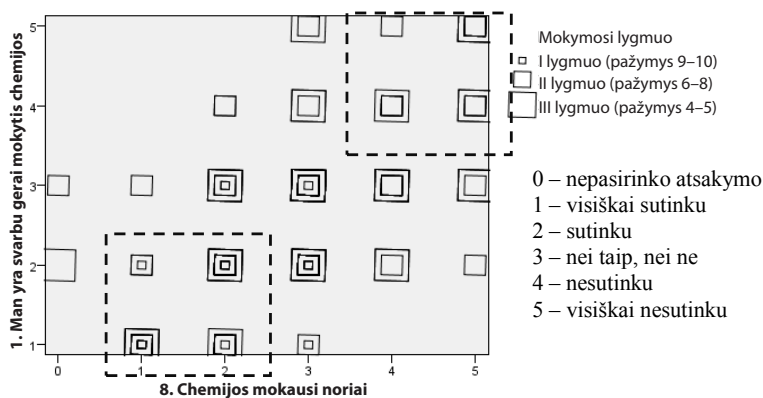 1. Man yra svarbu gerai mokytis chemijos
5
4
3
2
1
0 1 2 3 4 5
8. Chemijos mokausi noriai
Mokymosi lygmuo
I lygmuo (pažymys 9–10)
II lygmuo (pažymys 6–8)
III lygmuo (pažymys 4–5)
0 – nepasirinko atsakymo
1 – visiškai sutinku
2 – sutinku
3 – nei taip, nei ne
4 – nesutinku
5 – visiškai nesutinku